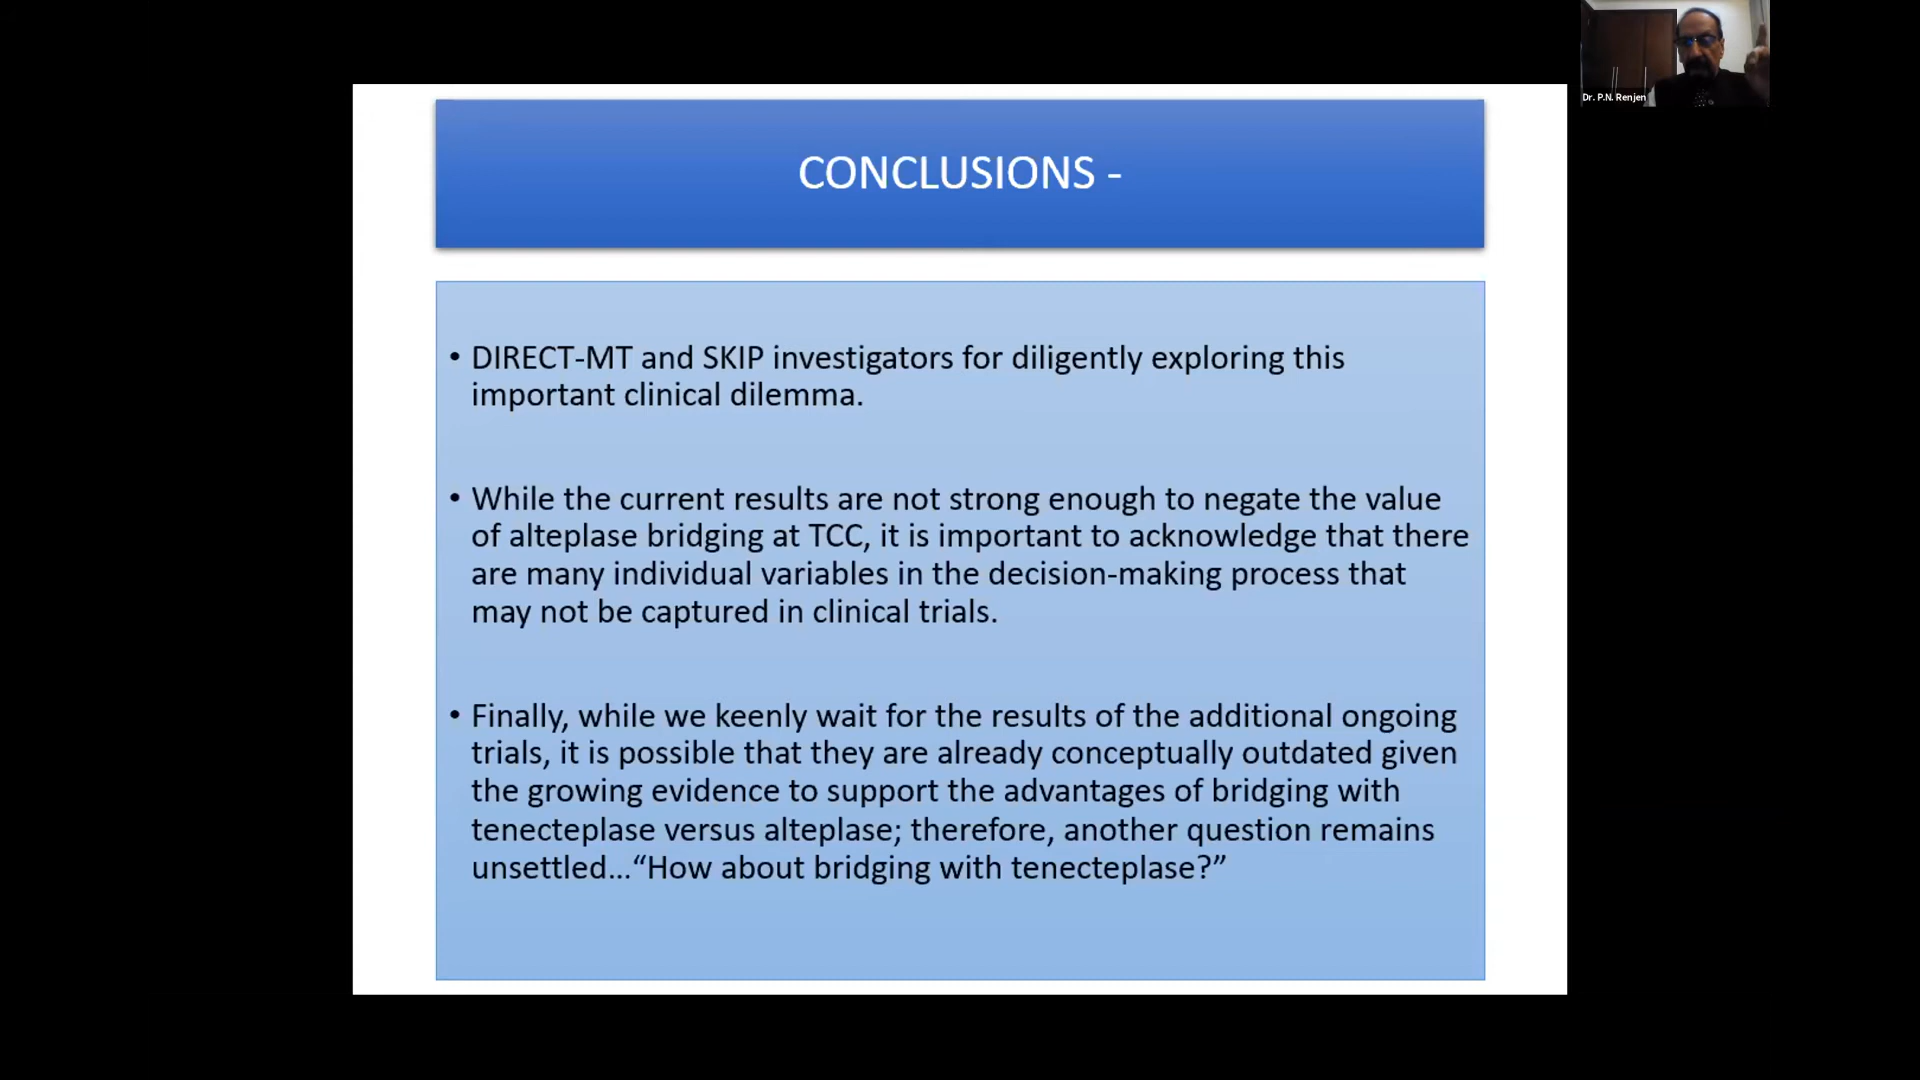 Dr. P.N. Renjen
CONCLUSIONS -
• DIRECT-MT and SKIP investigators for diligently exploring this
important clinical dilemma.
• While the current results are not strong enough to negate the value
of alteplase bridging at TCC, it is important to acknowledge that there
are many individual variables in the decision-making process that
may not be captured in clinical trials.
• Finally, while we keenly wait for the results of the additional ongoing
trials, it is possible that they are already conceptually outdated given
the growing evidence to support the advantages of bridging with
tenecteplase versus alteplase; therefore, another question remains
unsettled...“How about bridging with tenecteplase?”